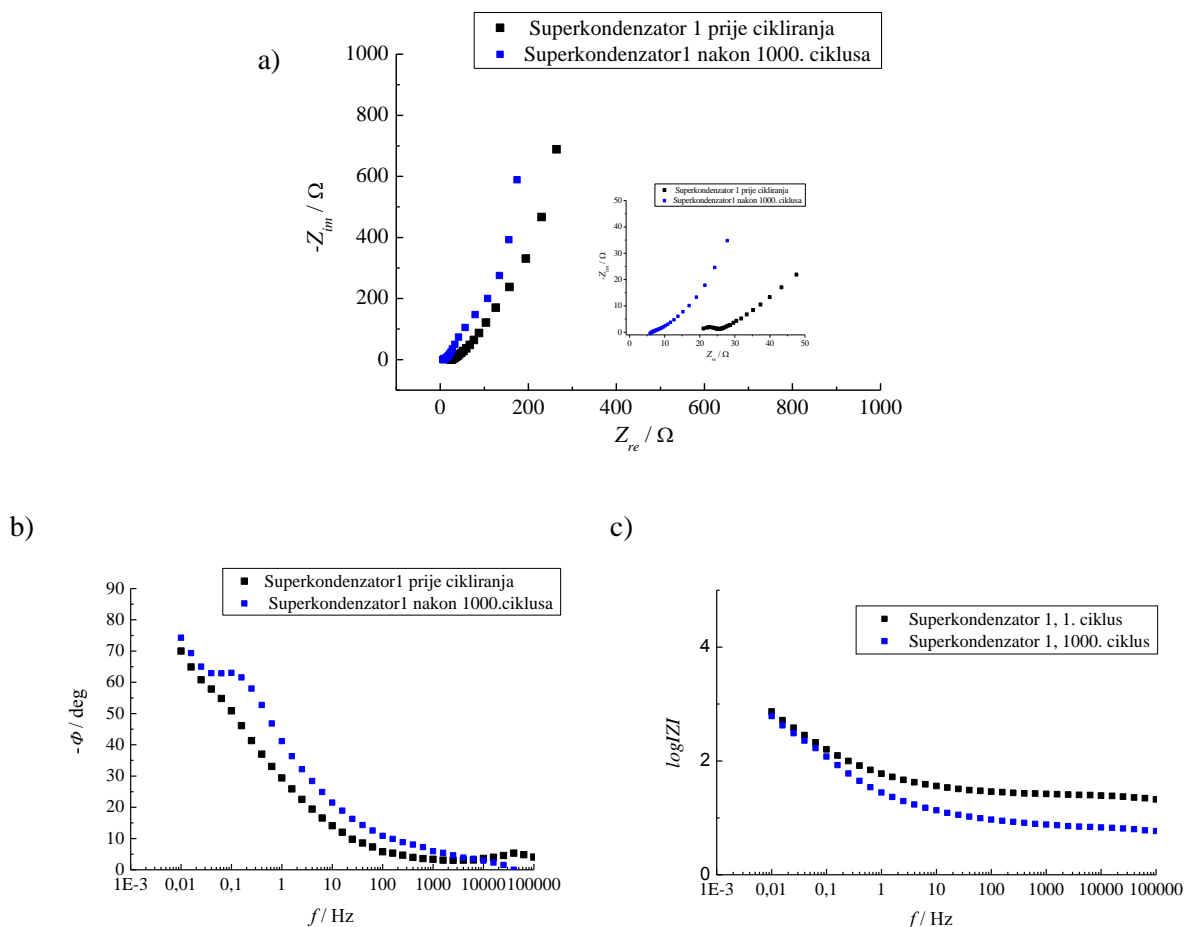 a)
Superkondenzator 1 prije cikliranja
Superkondenzator1 nakon 1000. ciklusa
1000
800
600
400
200
0
-Zim / Ω
0 200 400 600 800 1000
Zre / Ω
Superkondenzator 1 prije cikliranja
Superkondenzator1 nakon 1000. ciklusa
50
40
30
20
10
0
-Zim / Ω
0 10 20 30 40 50
Zre / Ω
b)
Superkondenzator1 prije cikliranja
Superkondenzator1 nakon 1000.ciklusa
90
80
70
60
50
40
30
20
10
0
-Φ / deg
1E-3 0,01 0,1 1 10 100 1000 10000 100000
f / Hz
c)
Superkondenzator 1, 1. ciklus
Superkondenzator 1, 1000. ciklus
4
2
0
logIZI
1E-3 0,01 0,1 1 10 100 1000 10000 100000
f / Hz